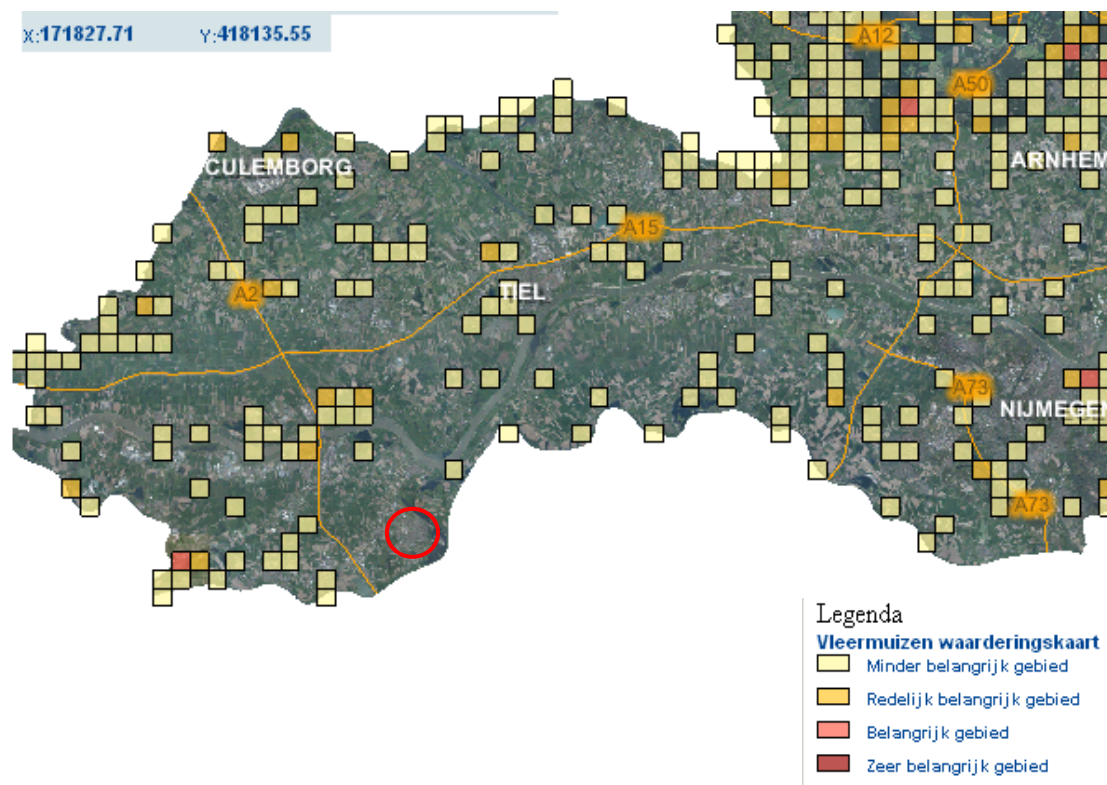 X:171827.71 Y:418135.55
A12
A50
CULEMBORG
ARNHEM
A15
A2
TIEL
A73
NIJMEGEN
A73
Legenda
Vleermuizen waarderingskaart
Minder belangrijk gebied
Redelijk belangrijk gebied
Belangrijk gebied
Zeer belangrijk gebied